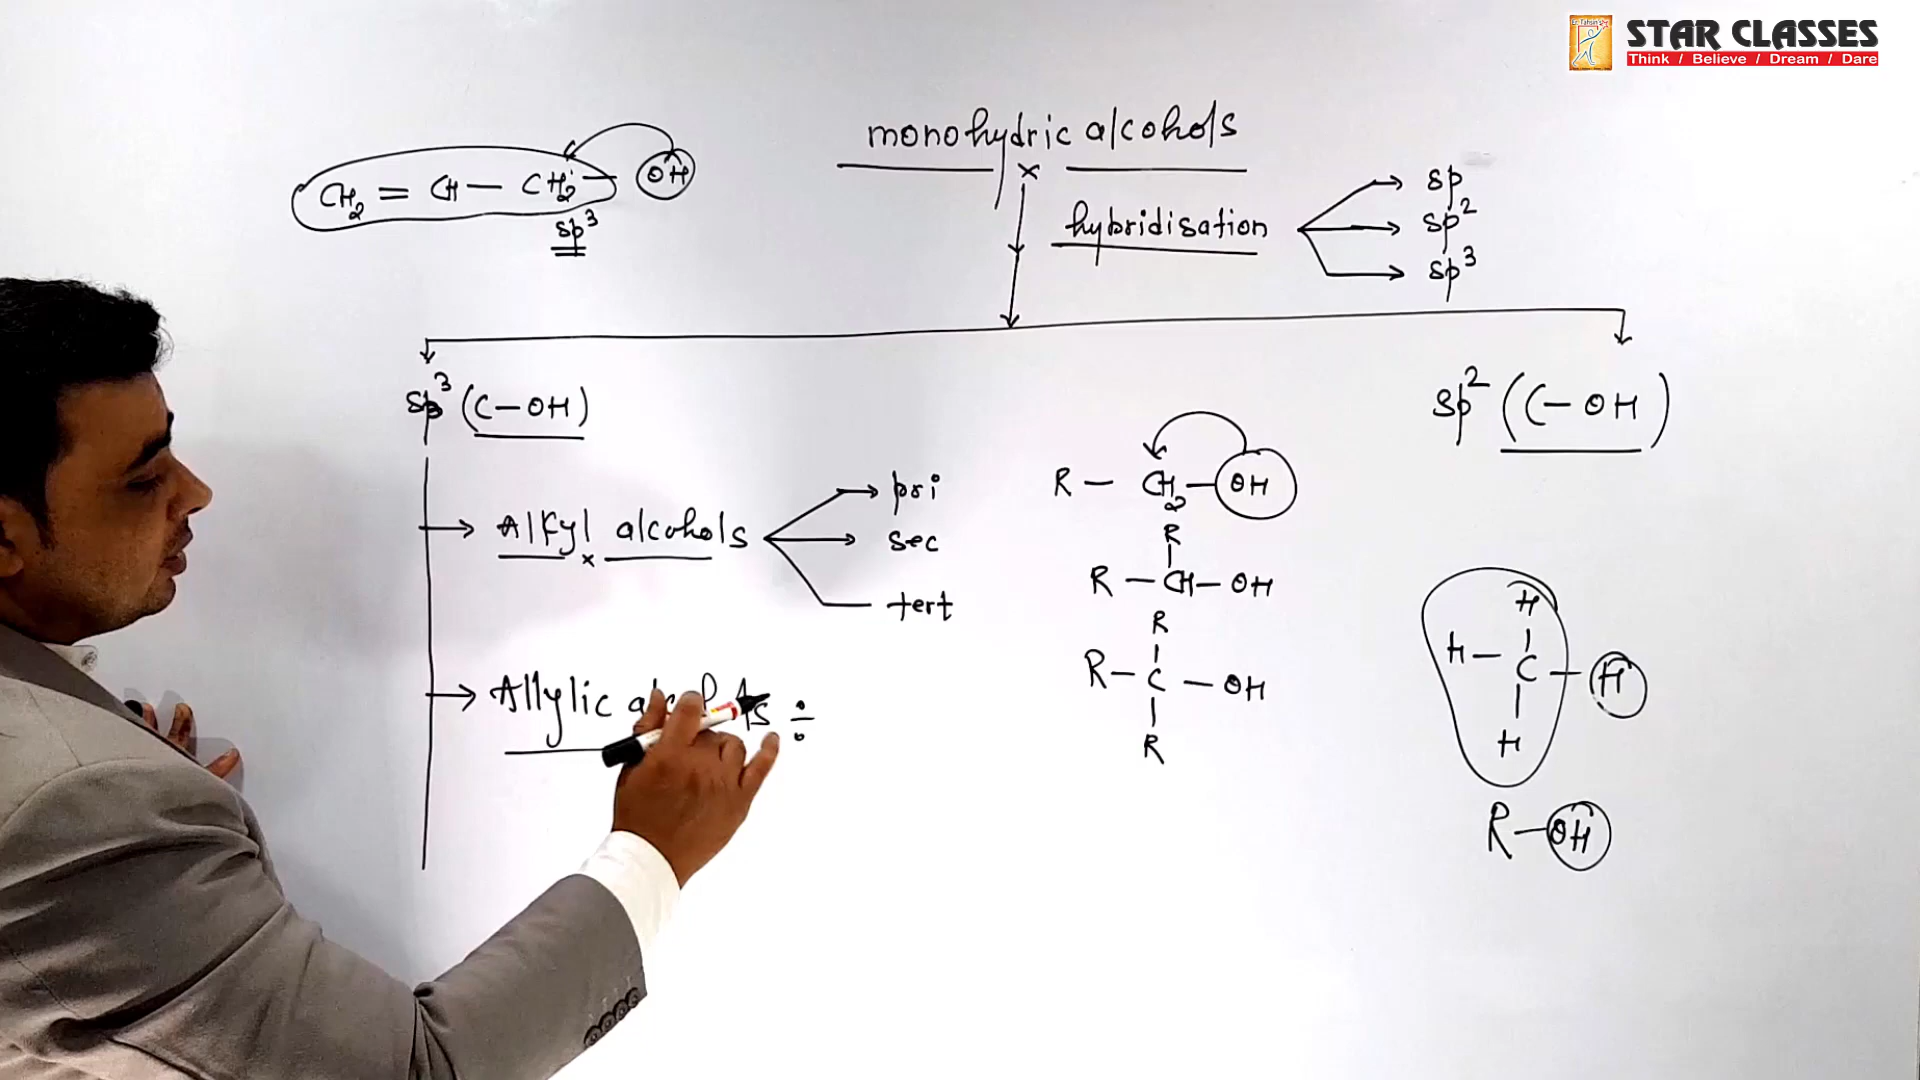 STAR CLASSES
Think / Believe / Dream / Dare
monohydric alcohols
CH2 = CH — CH2 — OH
sp3
hybridisation
sp
sp2
sp3
sp3 (C—OH)
sp2 (C—OH)
R — CH2 — OH
Alkyl alcohols
pri
sec
tert
R
R — CH — OH
R
R — C — OH
R
Allylic
H
H — C — H
H
R — OH